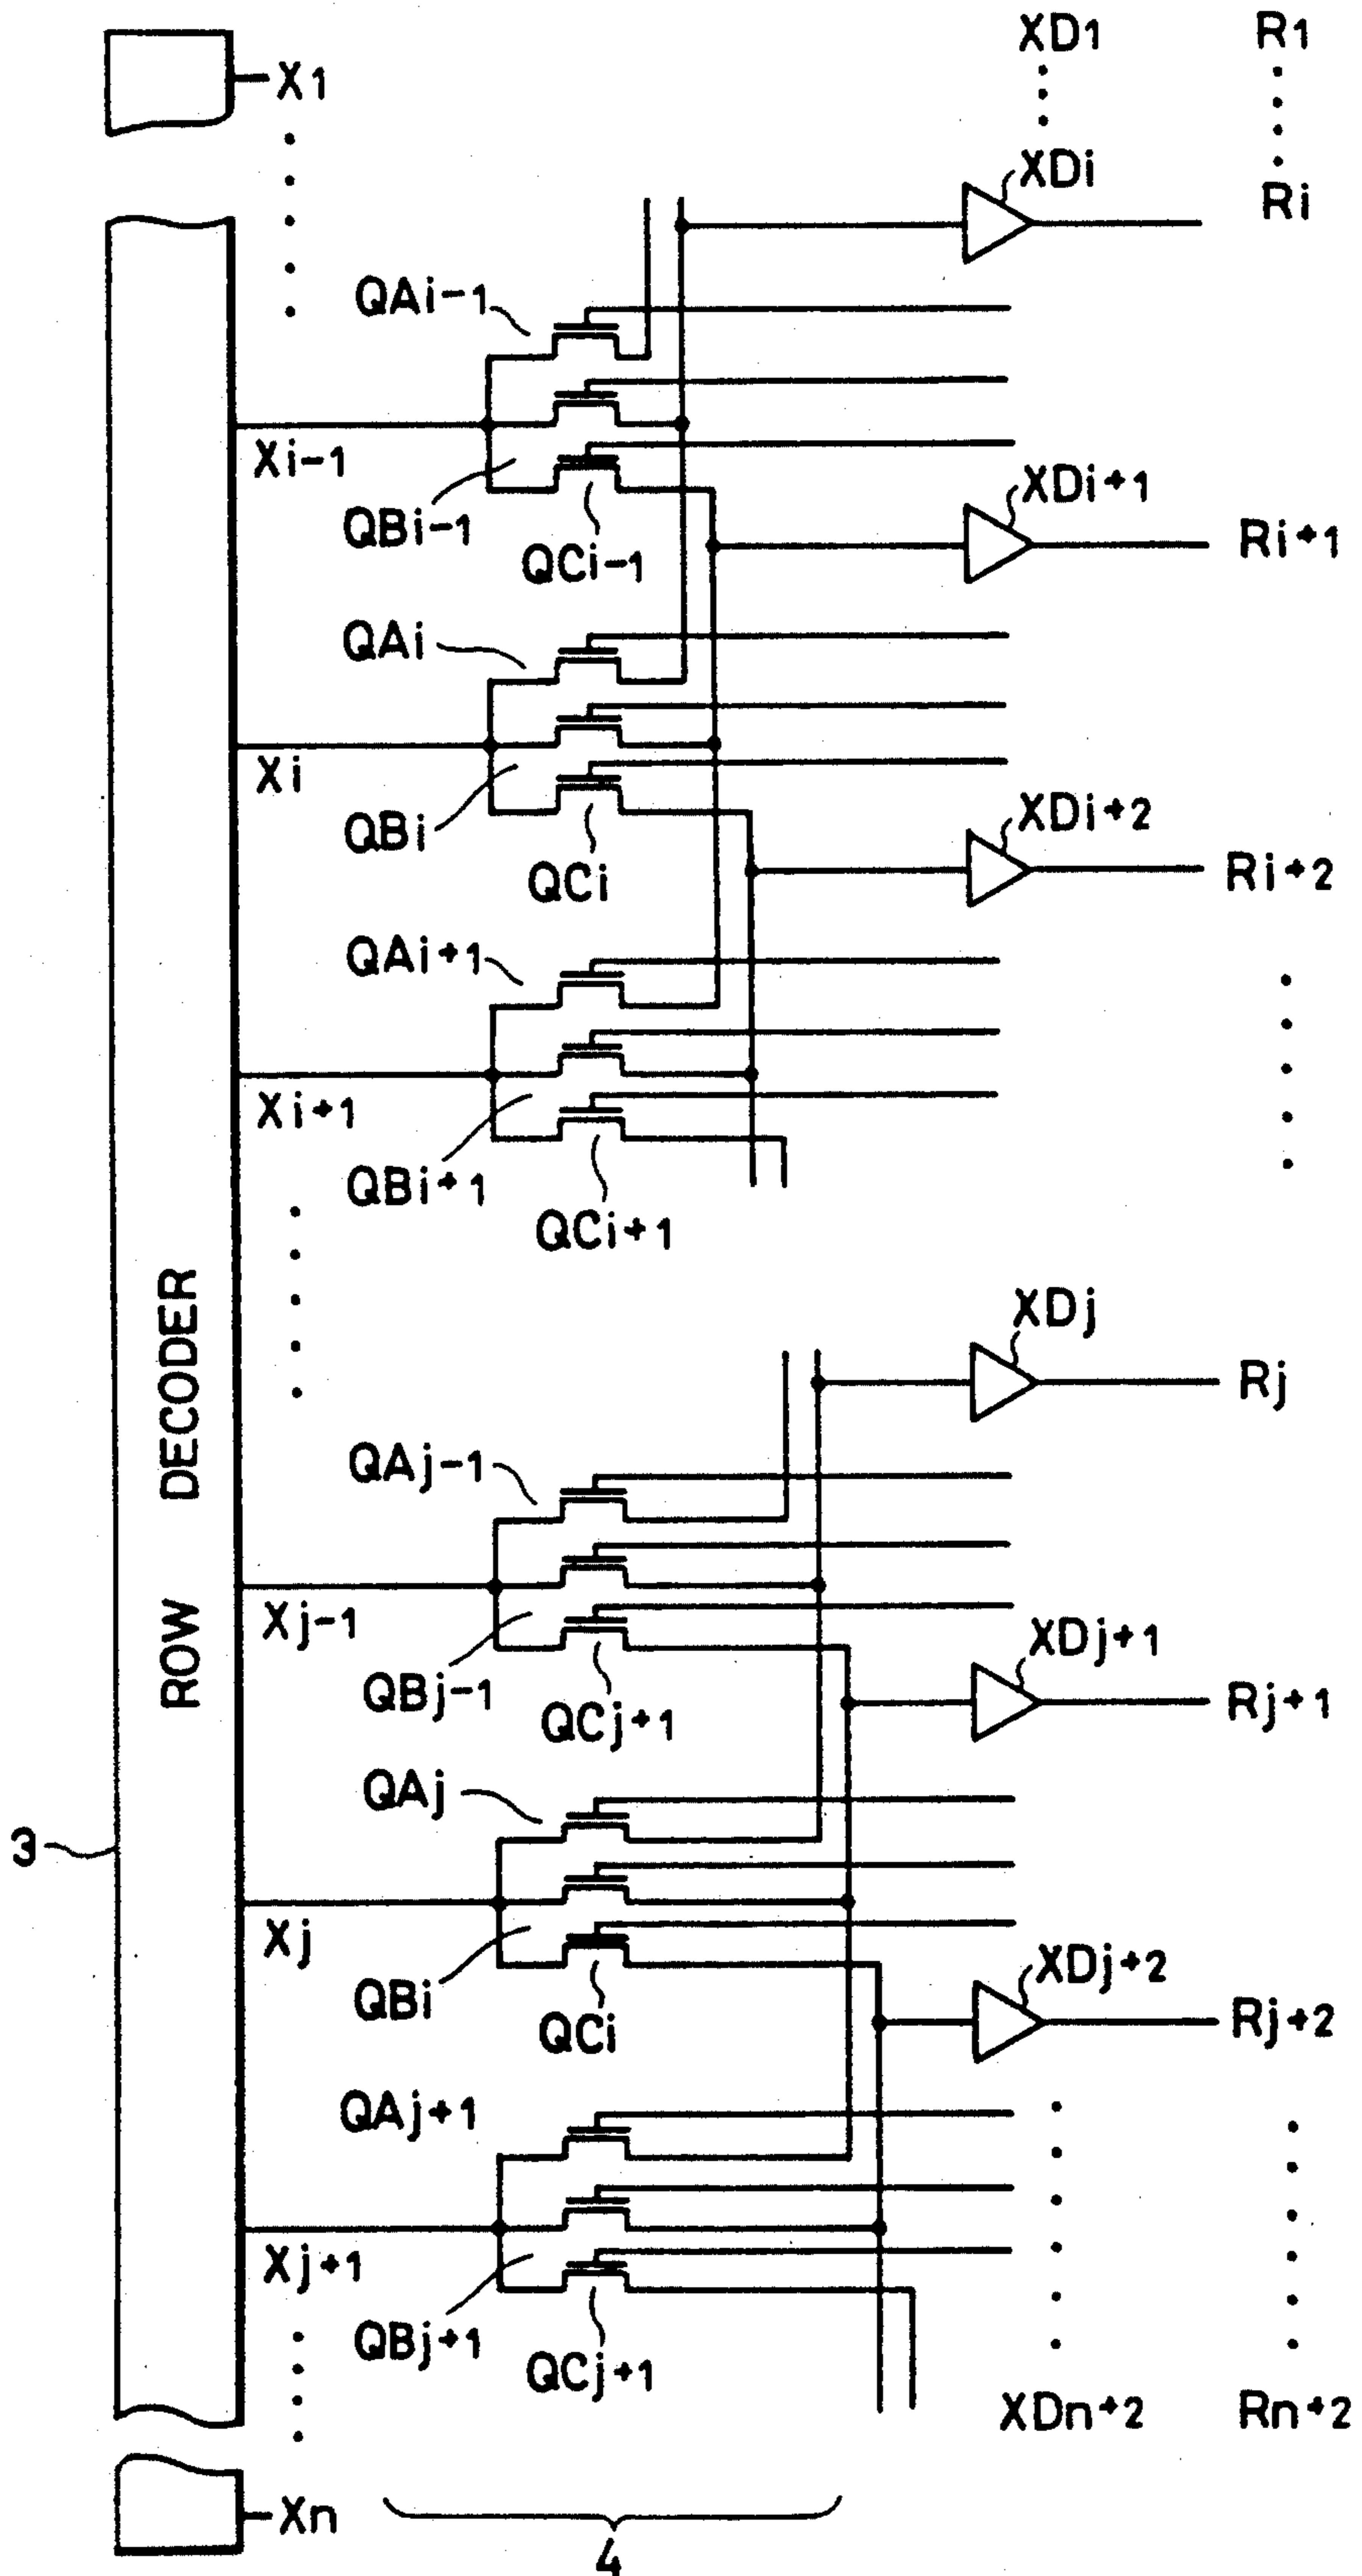 XD1 R1
X1
XDi
Ri
QAi-1
Xi-1
XDi+1
QBi-1
Ri+1
QCi-1
QAi
Xi
XDi+2
QBi
QCi
Ri+2
QAi+1
Xi+1
QBi+1
QCi+1
ROW DECODER
XDj
Rj
QAj-1
Xj-1
XDj+1
QBj-1
Rj+1
QCj+1
QAj
3
Xj
XDj+2
QBi
QCi
Rj+2
QAj+1
Xj+1
QBj+1
QCj+1
XDn+2 Rn+2
Xn
4